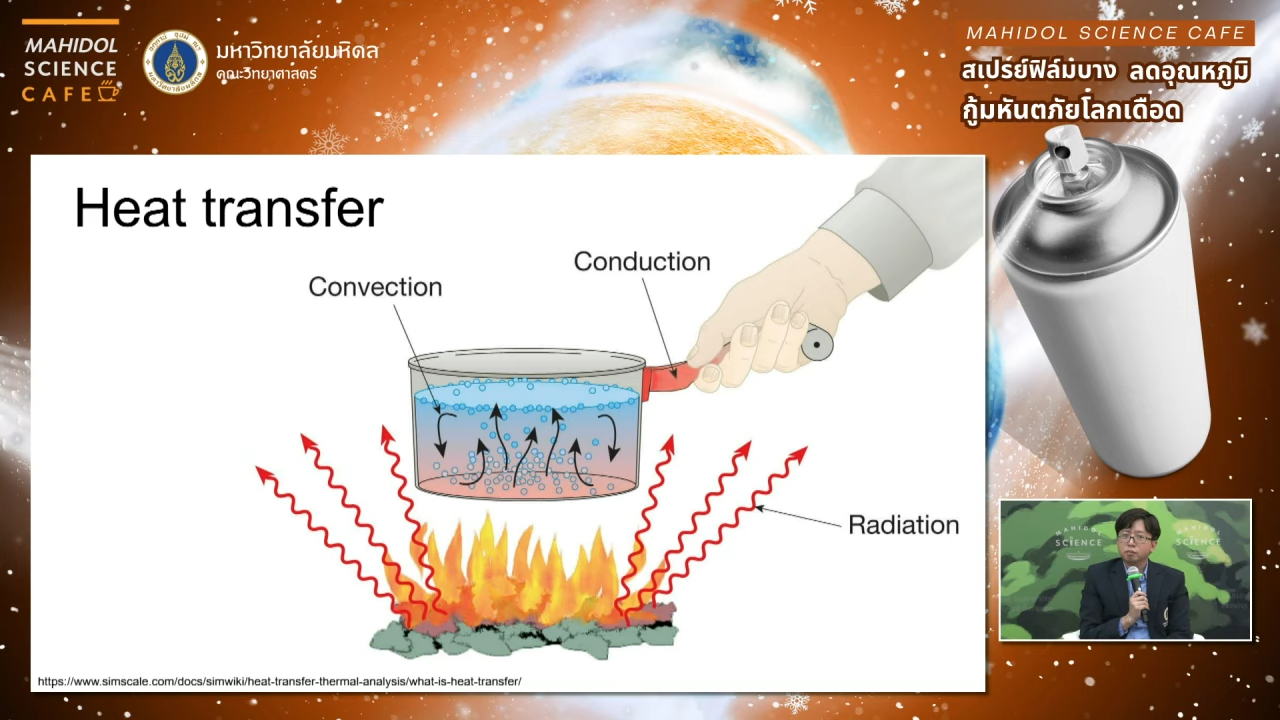 MAHIDOL
SCIENCE
CAFE
มหาวิทยาลัยมหิดล
คณะวิทยาศาสตร์
MAHIDOL SCIENCE CAFE
สเปรย์ฟิล์มบาง ลดอุณหภูมิ
กู้มหันตภัยโลกเดือด
Heat transfer
Convection
Conduction
Radiation
https://www.simscale.com/docs/simwiki/heat-transfer-thermal-analysis/what-is-heat-transfer/
MAHIDOL
SCIENCE
MAHIDOL
SCIENCE